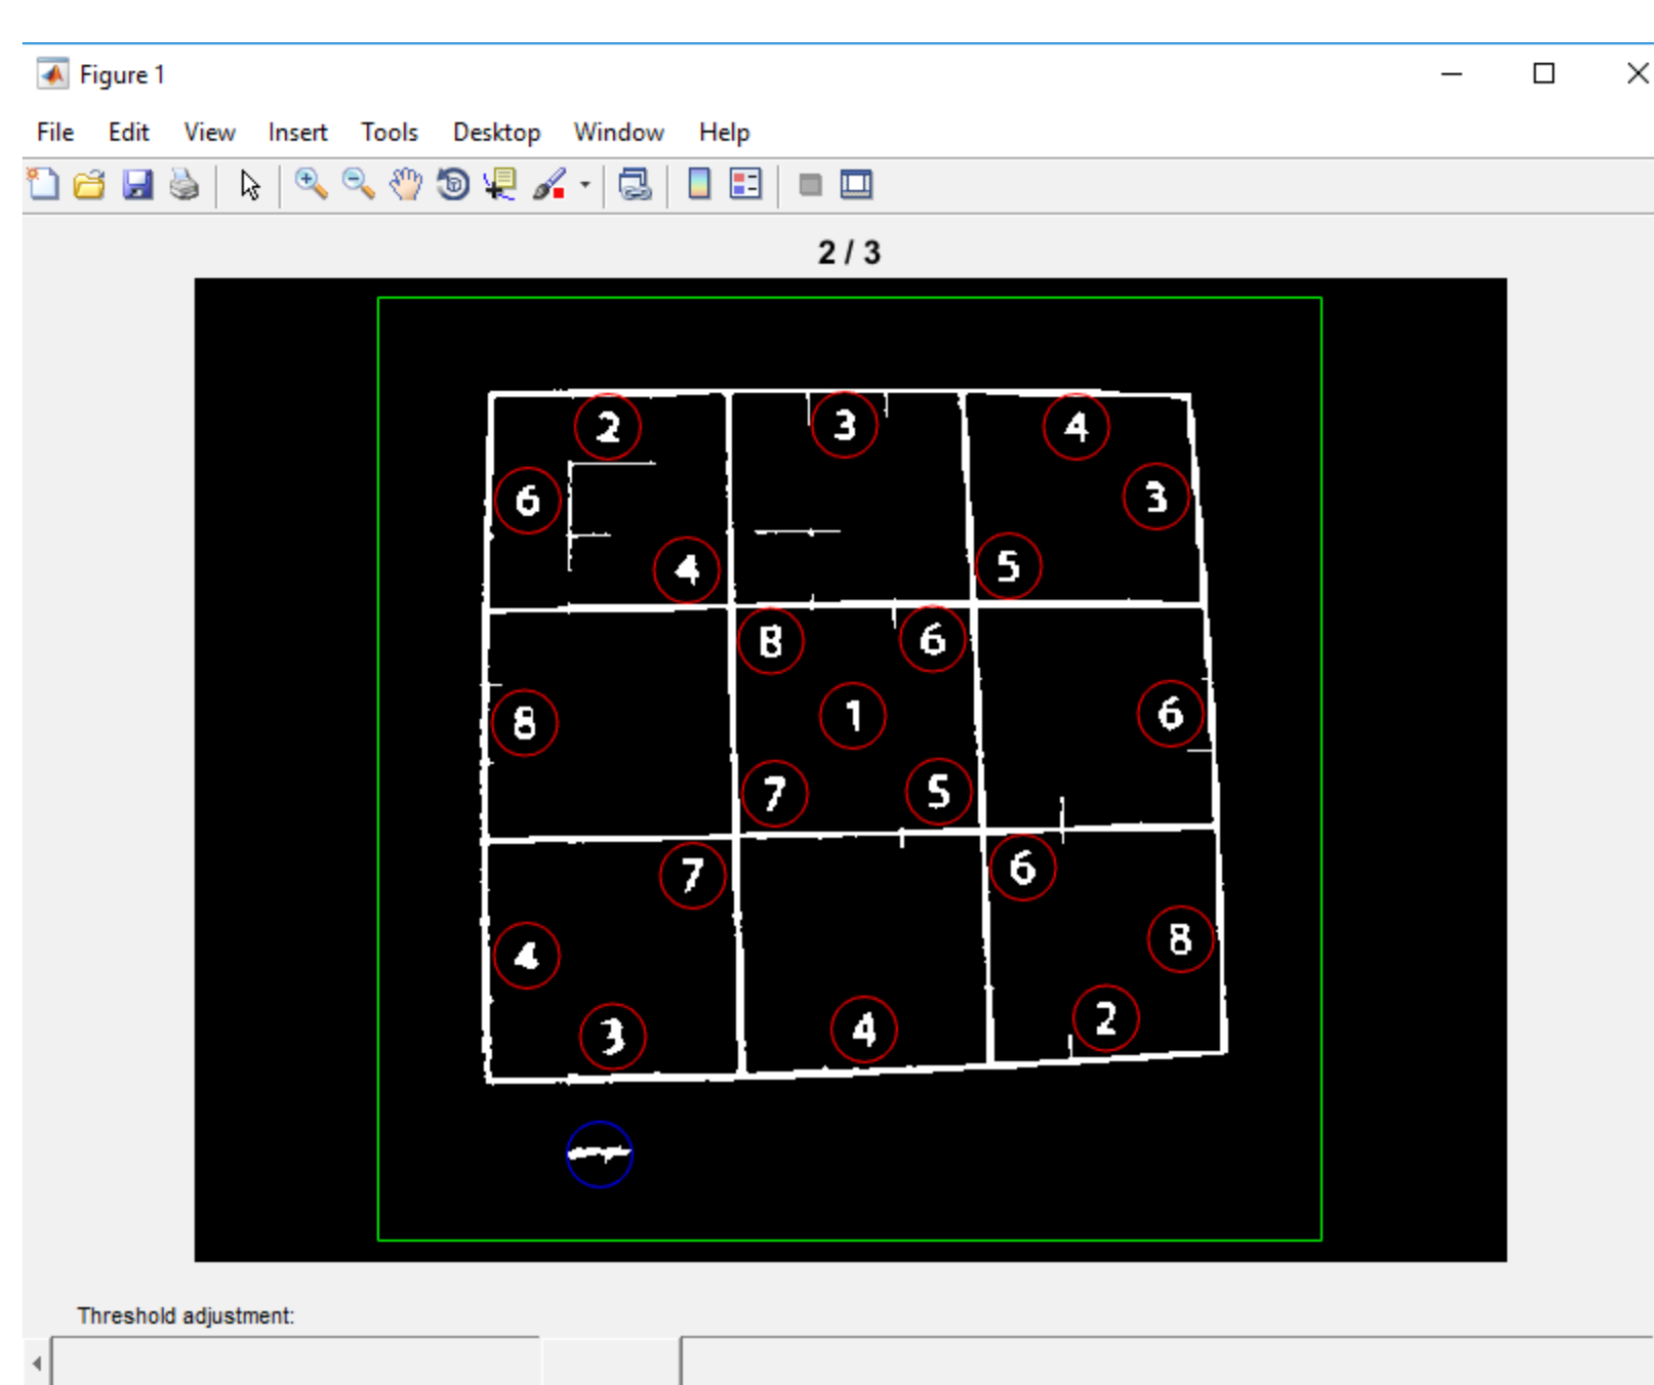 Figure 1
File Edit View Insert Tools Desktop Window Help
2 / 3
2 3 4
6 3
4 5
8 6
8 1 6
7 5
7 6
4 8
3 4 2
Threshold adjustment: